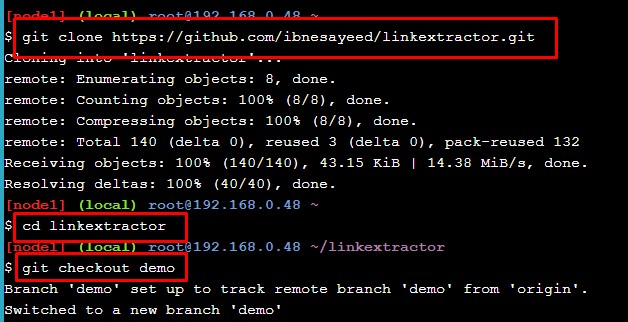 [node1] (local) root@192.168.0.48 ~
$ git clone https://github.com/ibnesayeed/linkextractor.git
Cloning into 'linkextractor'...
remote: Enumerating objects: 8, done.
remote: Counting objects: 100% (8/8), done.
remote: Compressing objects: 100% (8/8), done.
remote: Total 140 (delta 0), reused 3 (delta 0), pack-reused 132
Receiving objects: 100% (140/140), 43.15 KiB | 14.38 MiB/s, done.
Resolving deltas: 100% (40/40), done.
[node1] (local) root@192.168.0.48 ~
$ cd linkextractor
[node1] (local) root@192.168.0.48 ~/linkextractor
$ git checkout demo
Branch 'demo' set up to track remote branch 'demo' from 'origin'.
Switched to a new branch 'demo'